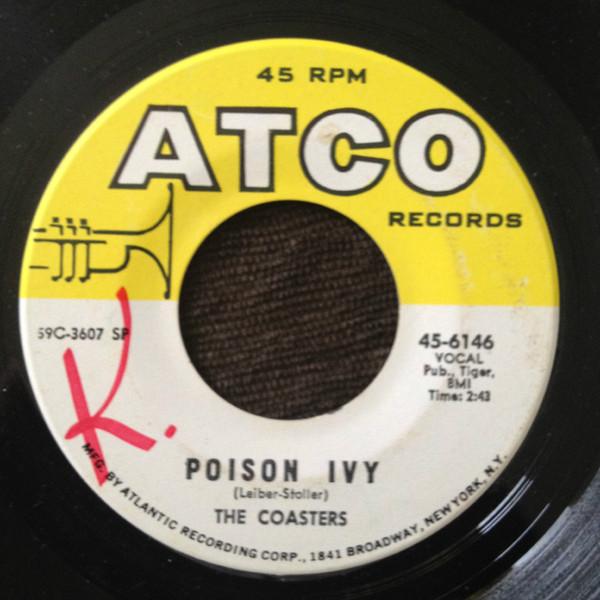 45 RPM
ATCO
RECORDS
59C-3607 SP
45-6146
VOCAL
Pub., Tiger,
BMI
Time: 2:43
K.
POISON IVY
(Leiber-Stoller)
THE COASTERS
MFG. BY ATLANTIC RECORDING CORP., 1841 BROADWAY, NEW YORK, N.Y.